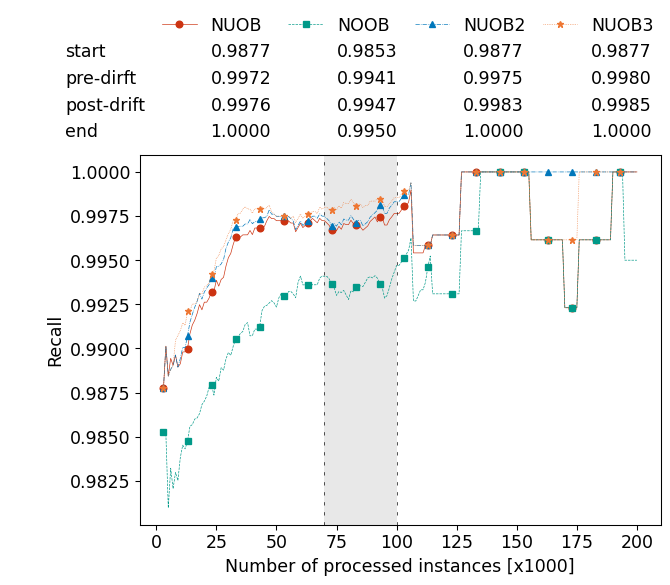 NUOB NOOB NUOB2 NUOB3
start 0.9877 0.9853 0.9877 0.9877
pre-dirft 0.9972 0.9941 0.9975 0.9980
post-drift 0.9976 0.9947 0.9983 0.9985
end 1.0000 0.9950 1.0000 1.0000
1.0000
0.9975
0.9950
0.9925
0.9900
0.9875
0.9850
0.9825
Recall
0 25 50 75 100 125 150 175 200
Number of processed instances [x1000]